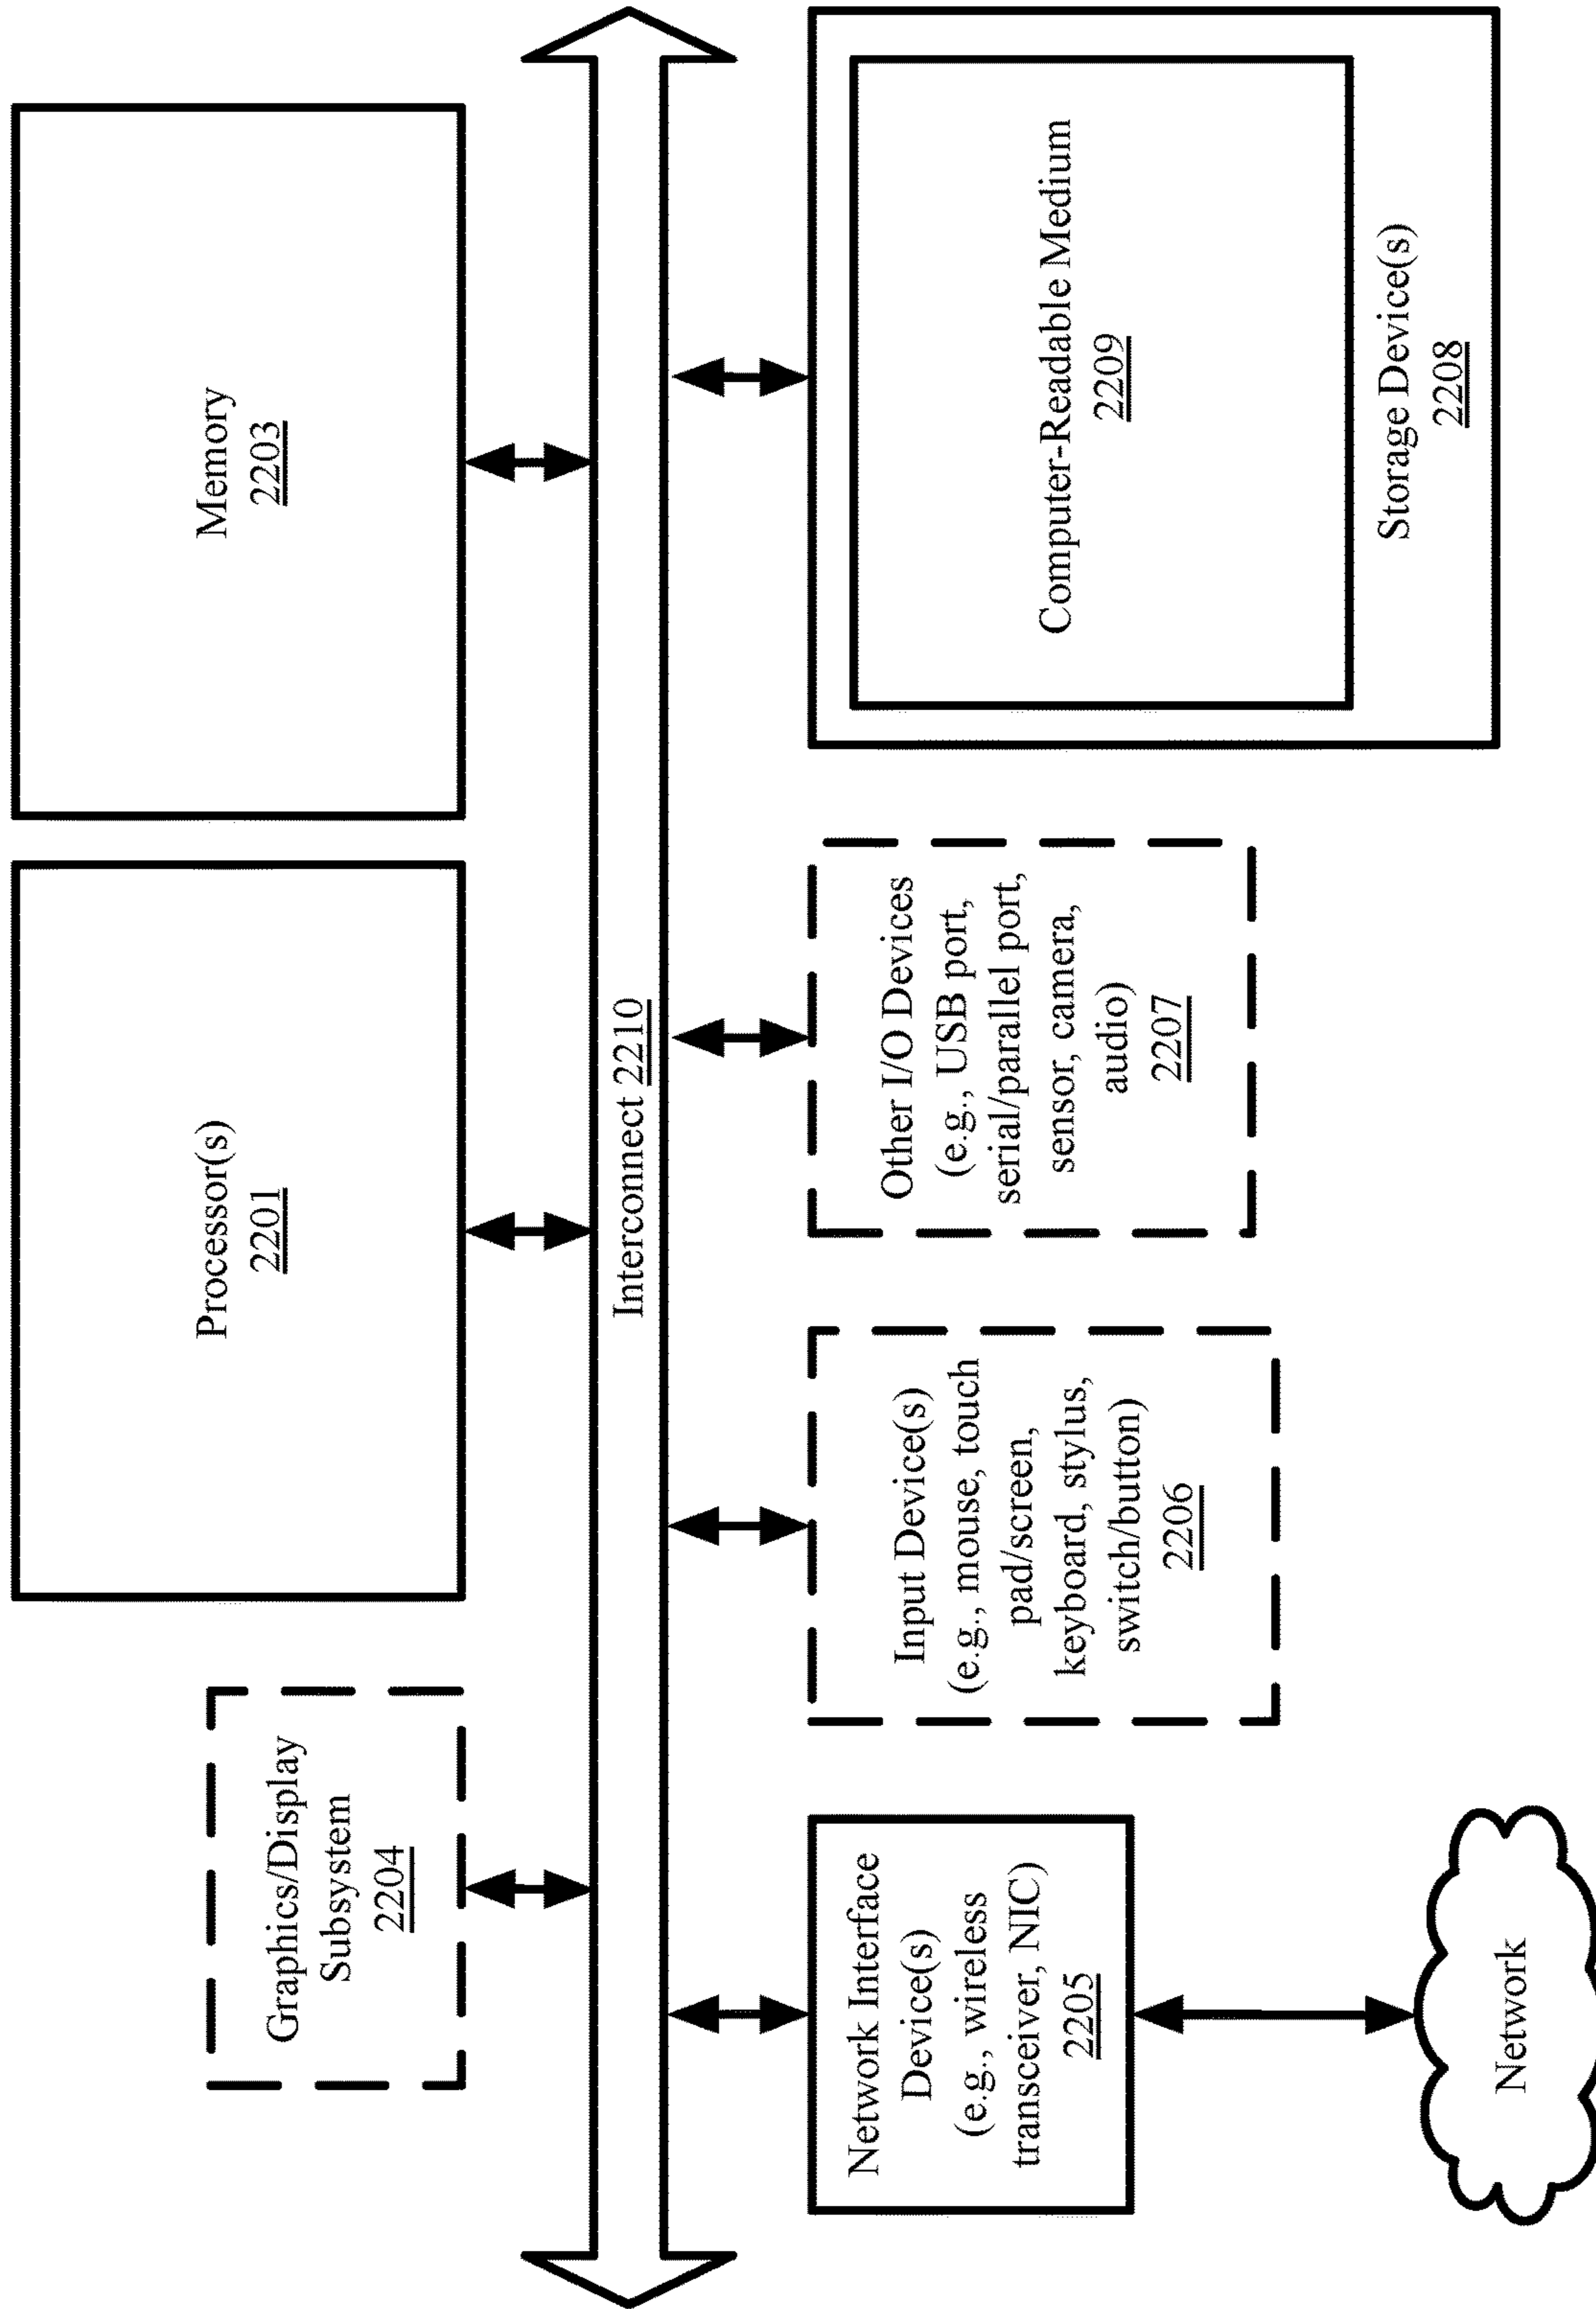 Graphics/Display
Subsystem
2204
Processor(s)
2201
Memory
2203
Interconnect 2210
Network Interface
Device(s)
(e.g., wireless
transceiver, NIC)
2205
Input Device(s)
(e.g., mouse, touch
pad/screen,
keyboard, stylus,
switch/button)
2206
Other I/O Devices
(e.g., USB port,
serial/parallel port,
sensor, camera,
audio)
2207
Computer-Readable Medium
2209
Storage Device(s)
2208
Network